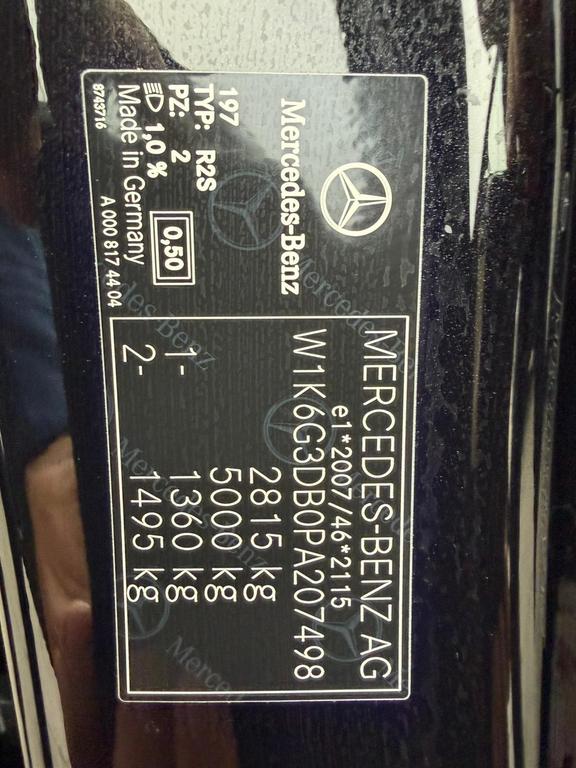 Mercedes-Benz
197
TYP: R2S
PZ: 2
1,0 % 0,50
Made in Germany
8743716 A 000 817 44 04
MERCEDES-BENZ AG
e1*2007/46*2115
W1K6G3DB0PA207498
2815 kg
5000 kg
1- 1360 kg
2- 1495 kg